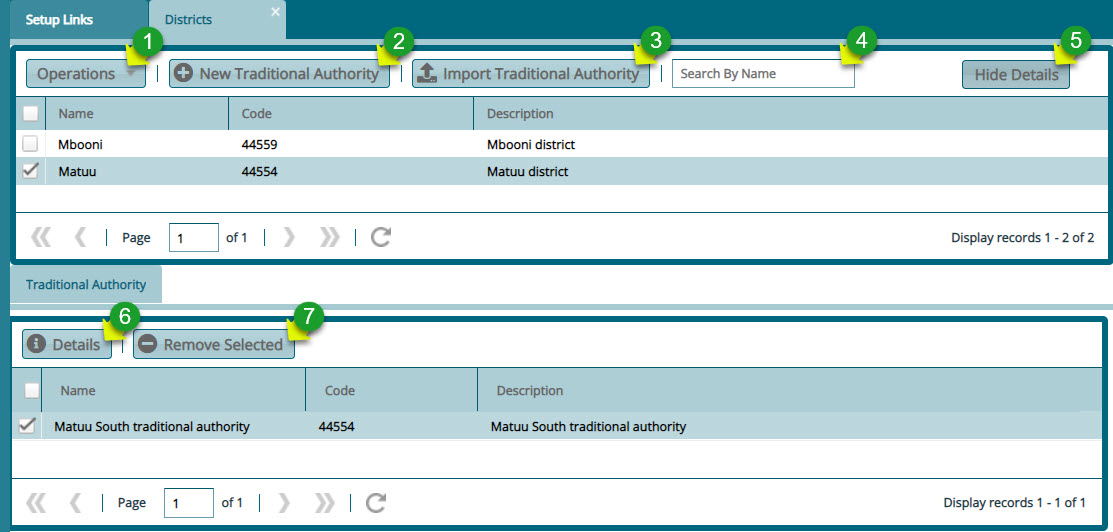 Setup Links
Districts
1 2 3 4 5
Operations New Traditional Authority Import Traditional Authority Search By Name Hide Details
Name Code Description
Mbooni 44559 Mbooni district
Matuu 44554 Matuu district
Page 1 of 1 Display records 1 - 2 of 2
Traditional Authority
6 7
Details Remove Selected
Name Code Description
Matuu South traditional authority 44554 Matuu South traditional authority
Page 1 of 1 Display records 1 - 1 of 1